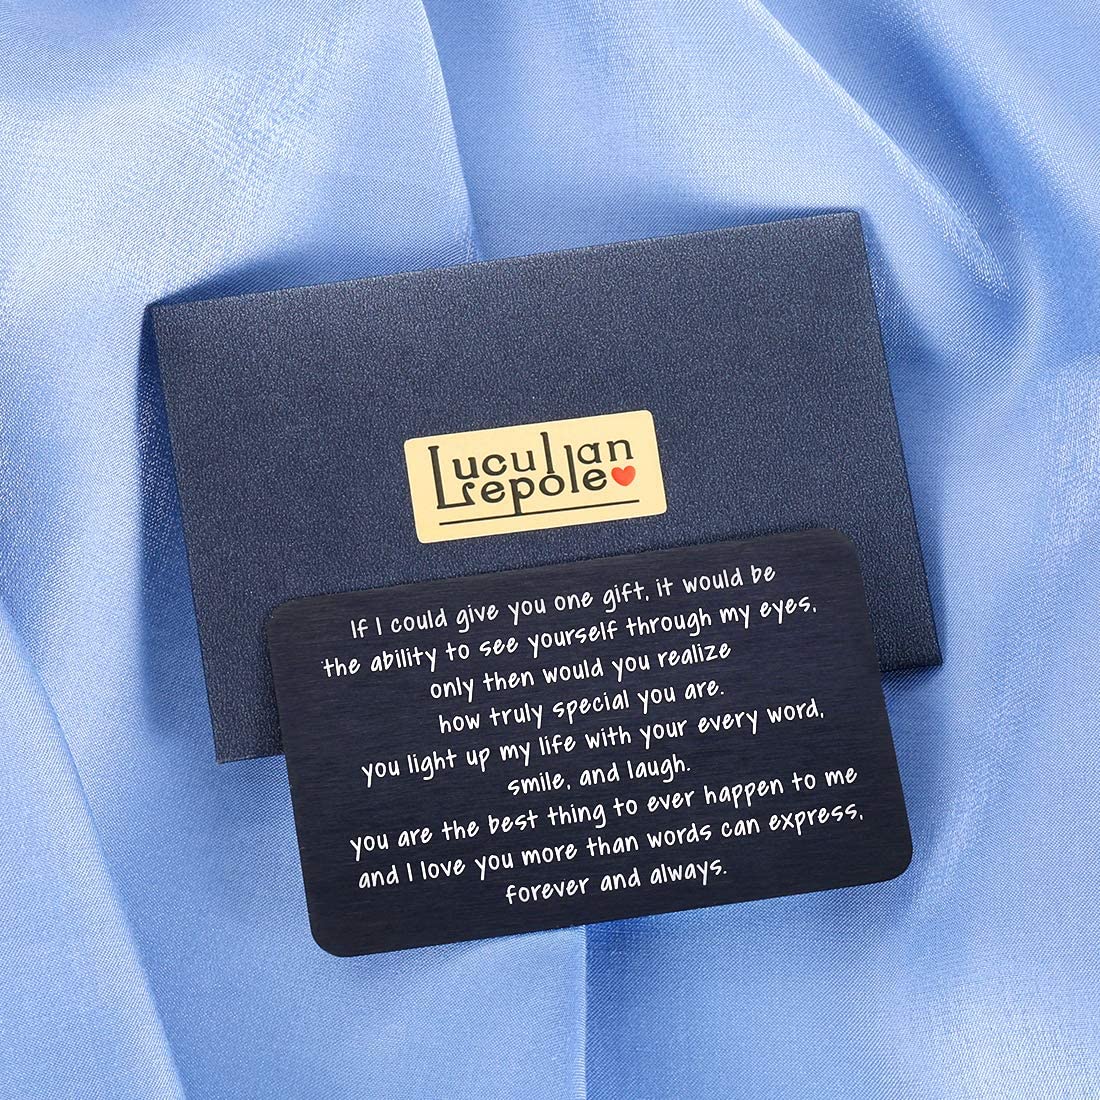 Luculian
repole
If I could give you one gift, it would be
the ability to see yourself through my eyes,
only then would you realize
how truly special you are.
you light up my life with your every word,
smile, and laugh.
you are the best thing to ever happen to me
and I love you more than words can express,
forever and always.